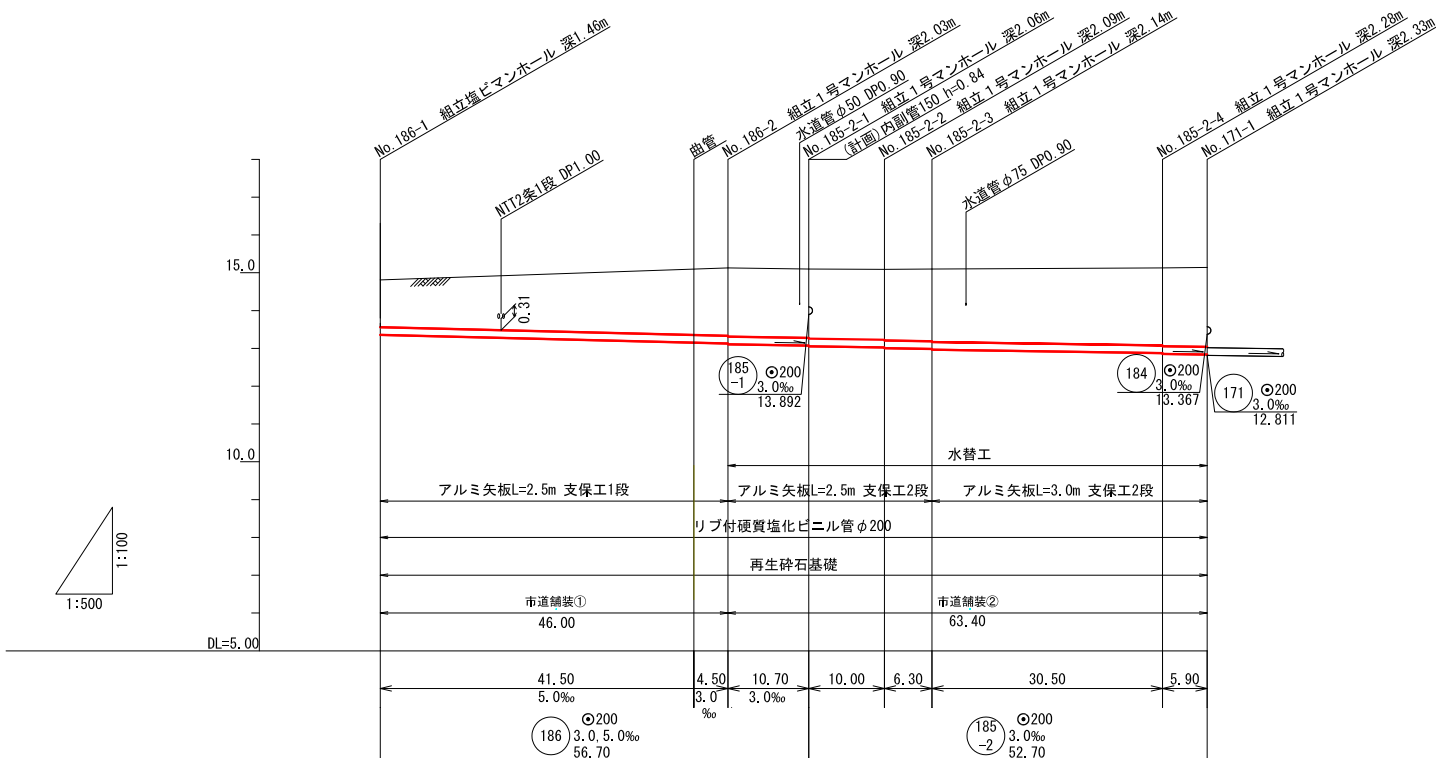 No.186-1 組立塩ビマンホール 深1.46m
NTT2条1段 DP1.00
曲管
No.186-2 組立1号マンホール 深2.03m
水道管φ50 DP0.90
No.185-2-1 組立1号マンホール 深2.06m
(計画)内副管150 h=0.84
No.185-2-2 組立1号マンホール 深2.09m
No.185-2-3 組立1号マンホール 深2.14m
水道管φ75 DP0.90
No.185-2-4 組立1号マンホール 深2.28m
No.171-1 組立1号マンホール 深2.33m
15.0
0.31
185
-1
◉200
3.0‰
13.892
184
◉200
3.0‰
13.367
171
◉200
3.0‰
12.811
10.0
水替工
アルミ矢板L=2.5m 支保工1段
アルミ矢板L=2.5m 支保工2段
アルミ矢板L=3.0m 支保工2段
リブ付硬質塩化ビニル管φ200
再生砕石基礎
1:100
1:500
市道舗装①
46.00
市道舗装②
63.40
DL=5.00
41.50
5.0‰
4.50
3.0
‰
10.70
3.0‰
10.00
6.30
30.50
5.90
186
◉200
3.0,5.0‰
56.70
185
-2
◉200
3.0‰
52.70